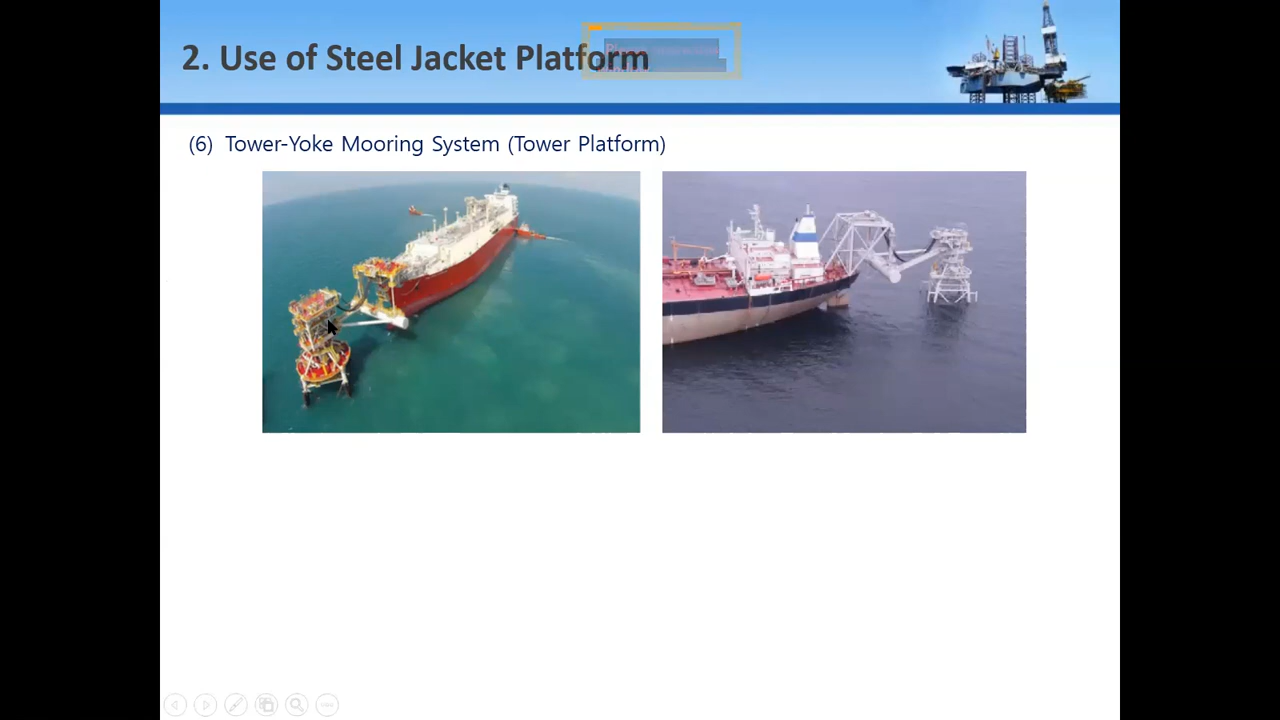 2. Use of Steel Jacket Platform
(6) Tower-Yoke Mooring System (Tower Platform)